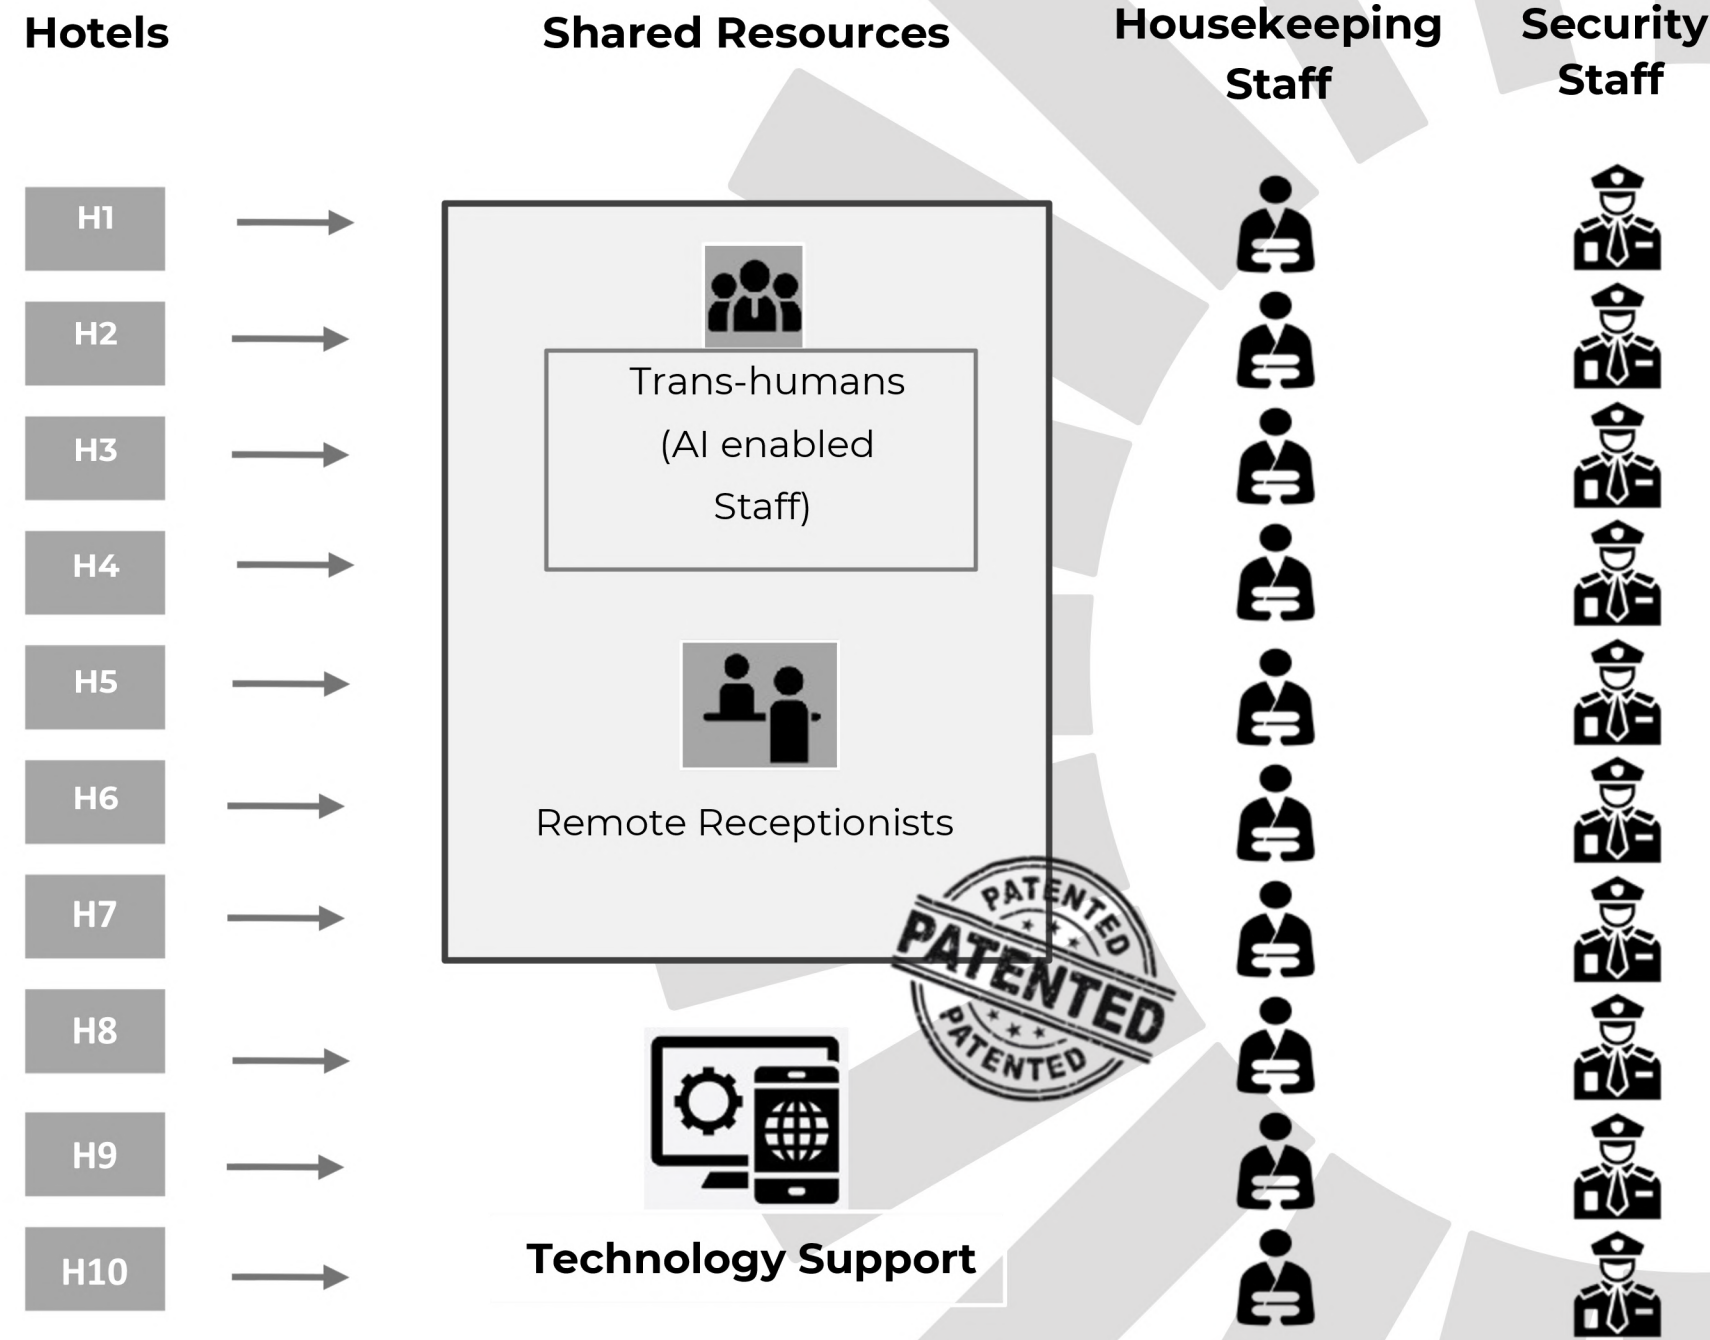 Hotels
Shared Resources
Housekeeping
Staff
Security
Staff
H1
H2
H3
H4
H5
H6
H7
H8
H9
H10
Trans-humans
(AI enabled
Staff)
Remote Receptionists
PATENTED
PATENTED
PATENTED
Technology Support